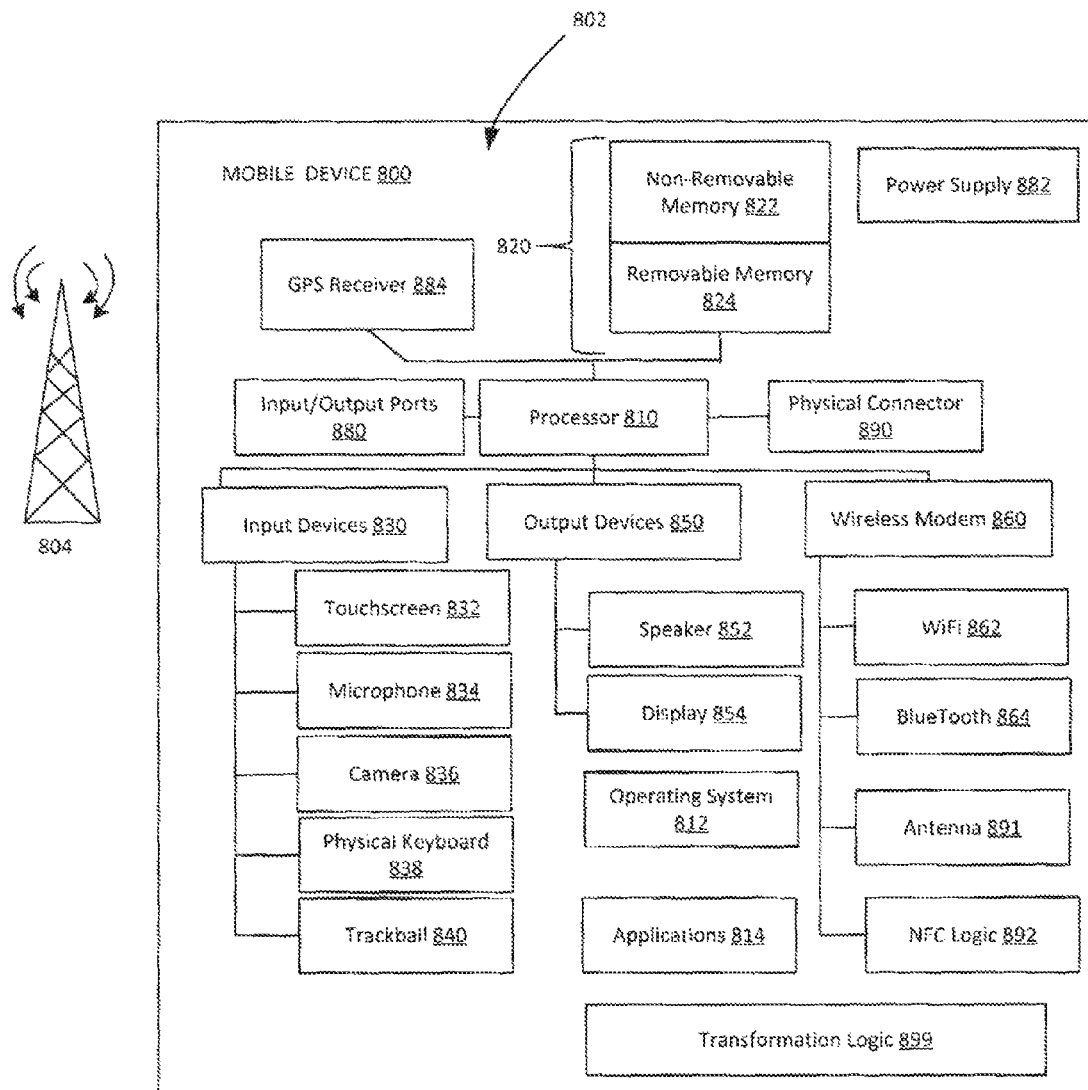 802
MOBILE DEVICE 800
Non-Removable
Memory 822
Power Supply 882
820
GPS Receiver 884
Removable Memory
824
Input/Output Ports
880
Processor 810
Physical Connector
890
Input Devices 830
Output Devices 850
Wireless Modem 860
804
Touchscreen 832
Speaker 852
WiFi 862
Microphone 834
Display 854
BlueTooth 864
Camera 836
Operating System
812
Antenna 891
Physical Keyboard
838
Trackball 840
Applications 814
NFC Logic 892
Transformation Logic 899